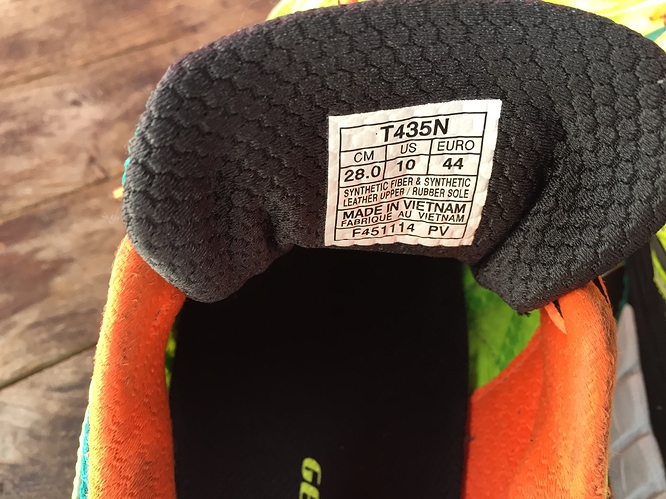 T435N
CM US EURO
28.0 10 44
SYNTHETIC FIBER & SYNTHETIC
LEATHER UPPER / RUBBER SOLE
MADE IN VIETNAM
FABRIQUE AU VIETNAM
F451114 PV
GE